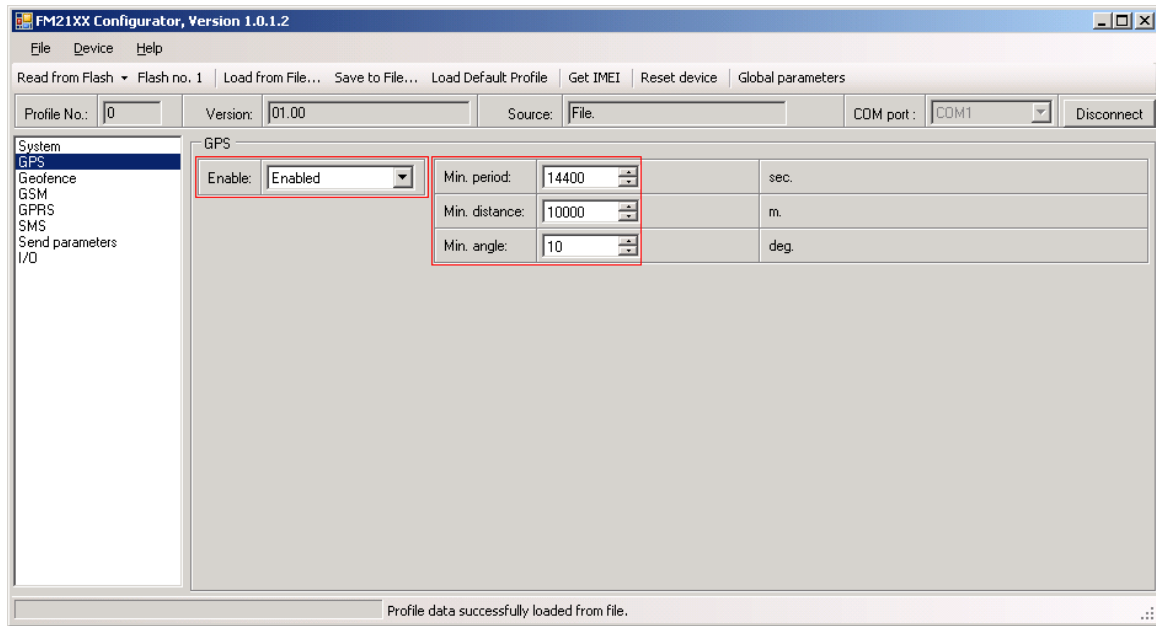 FM21XX Configurator, Version 1.0.1.2
File Device Help
Read from Flash Flash no. 1 Load from File... Save to File... Load Default Profile Get IMEI Reset device Global parameters
Profile No.: 0 Version: 01.00 Source: File. COM port : COM1 Disconnect
System
GPS
Geofence
GSM
GPRS
SMS
Send parameters
I/O
GPS
Enable: Enabled Min. period: 14400 sec.
Min. distance: 10000 m.
Min. angle: 10 deg.
Profile data successfully loaded from file.